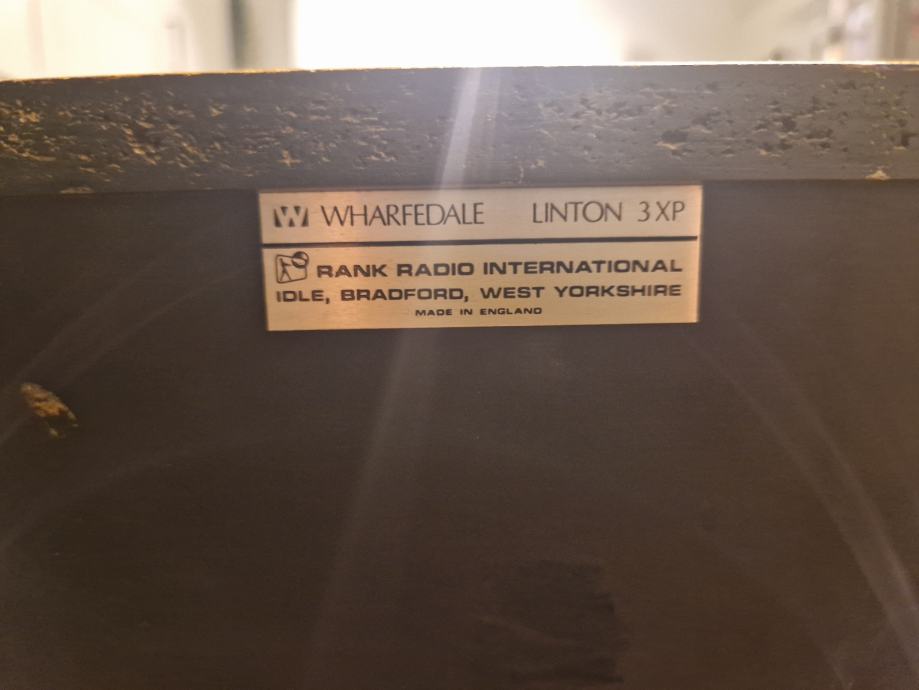 W WHARFEDALE LINTON 3XP
RANK RADIO INTERNATIONAL
IDLE, BRADFORD, WEST YORKSHIRE
MADE IN ENGLAND